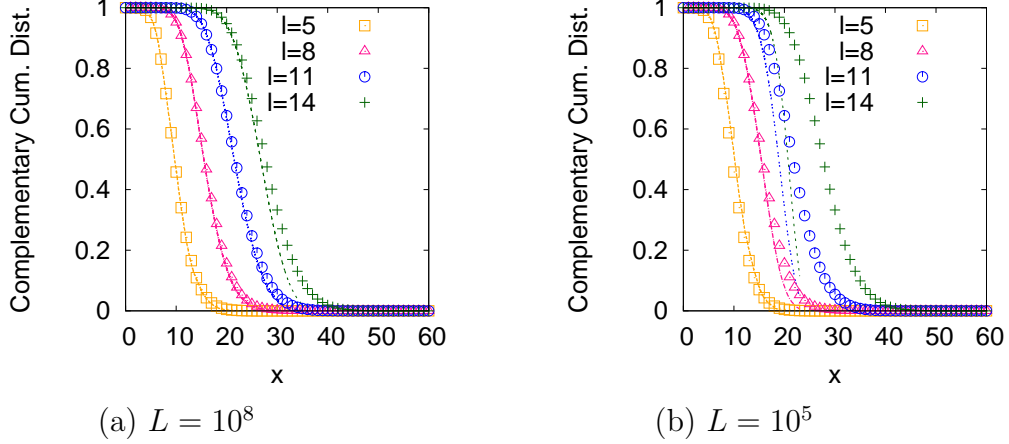 Complementary Cum. Dist.
1
0.8
0.6
0.4
0.2
0
0 10 20 30 40 50 60
x
l=5
l=8
l=11
l=14
(a) L = 10^8
Complementary Cum. Dist.
1
0.8
0.6
0.4
0.2
0
0 10 20 30 40 50 60
x
l=5
l=8
l=11
l=14
(b) L = 10^5